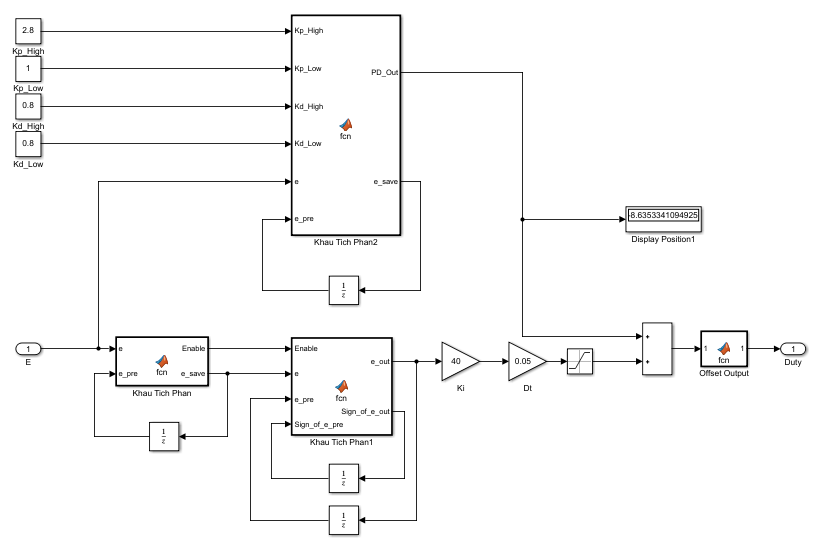 2.8
Kp_High
1
Kp_Low
0.8
Kd_High
0.8
Kd_Low
Kp_High
Kp_Low
Kd_High
Kd_Low
e
e_pre
fcn
PD_Out
e_save
Khau Tich Phan2
1
z
-8.6353341094925
Display Position1
1
E
e
e_pre
fcn
Enable
e_save
Khau Tich Phan
1
z
Enable
e
e_pre
Sign_of_e_pre
fcn
e_out
Sign_of_e_out
Khau Tich Phan1
1
z
1
z
40
Ki
0.05
Dt
+
+
1
fcn
1
Offset Output
1
Duty